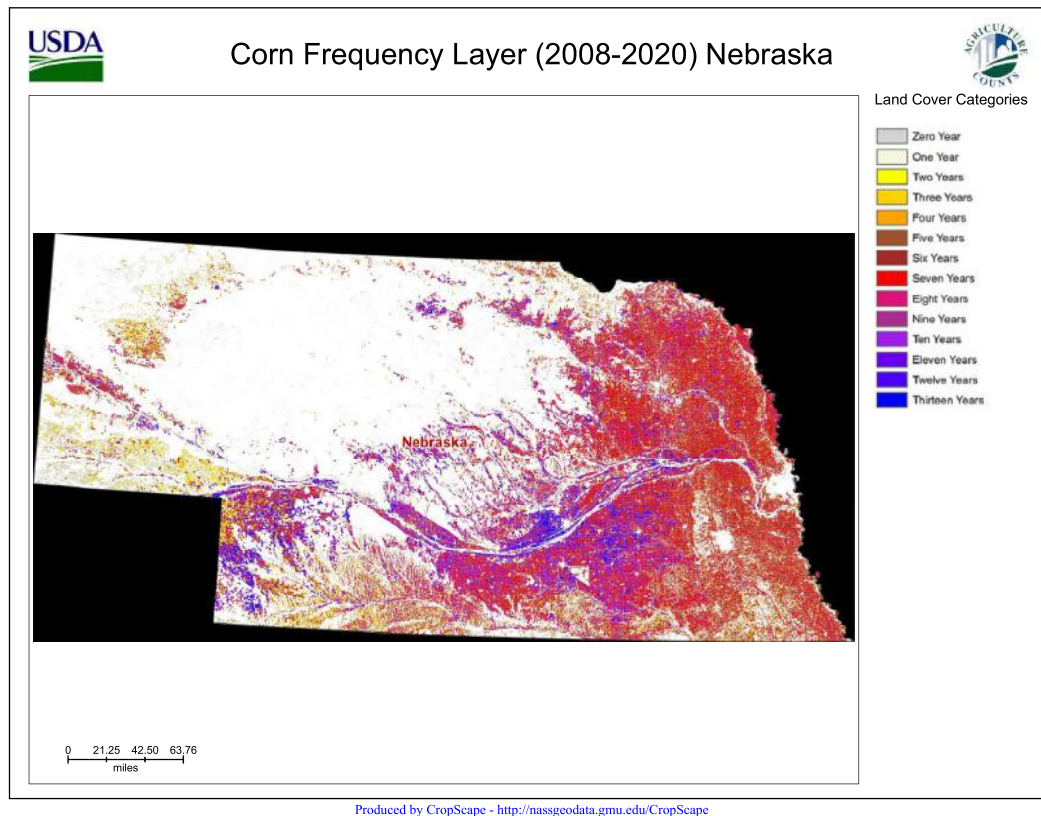 USDA
Corn Frequency Layer (2008-2020) Nebraska
AGRICULTURE COUNTS
Land Cover Categories
Zero Year
One Year
Two Years
Three Years
Four Years
Five Years
Six Years
Seven Years
Eight Years
Nine Years
Ten Years
Eleven Years
Twelve Years
Thirteen Years
Nebraska
0 21.25 42.50 63.76
miles
Produced by CropScape - http://nassgeodata.gmu.edu/CropScape